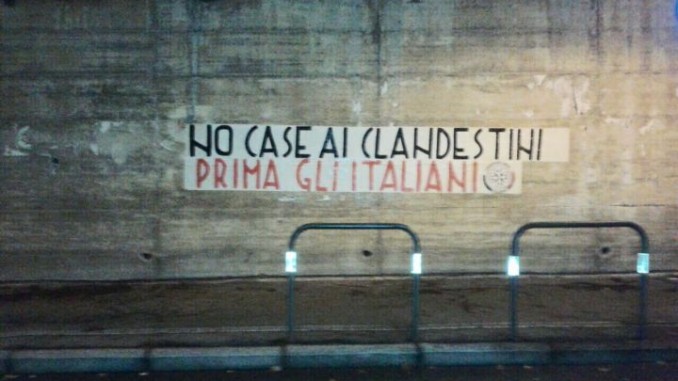 NO CASE AI CLANDESTINI
PRIMA GLI ITALIANI